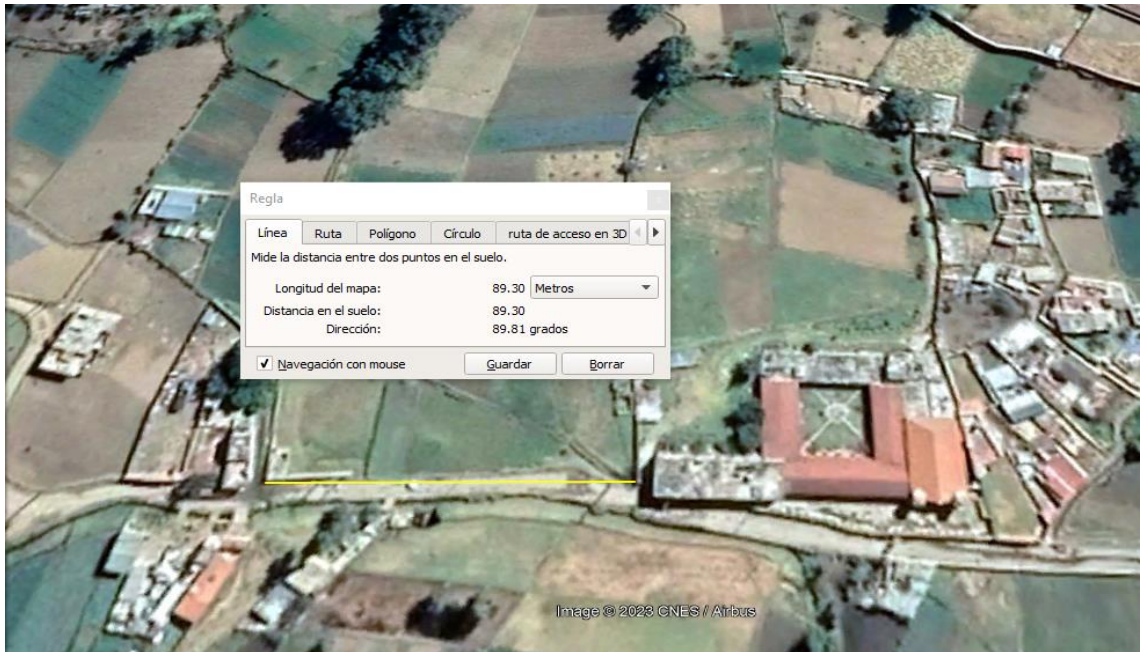 Regla
Línea Ruta Polígono Círculo ruta de acceso en 3D
Mide la distancia entre dos puntos en el suelo.
Longitud del mapa: 89.30 Metros
Distancia en el suelo: 89.30
Dirección: 89.81 grados
Navegación con mouse Guardar Borrar
Image © 2023 CNES / Airbus